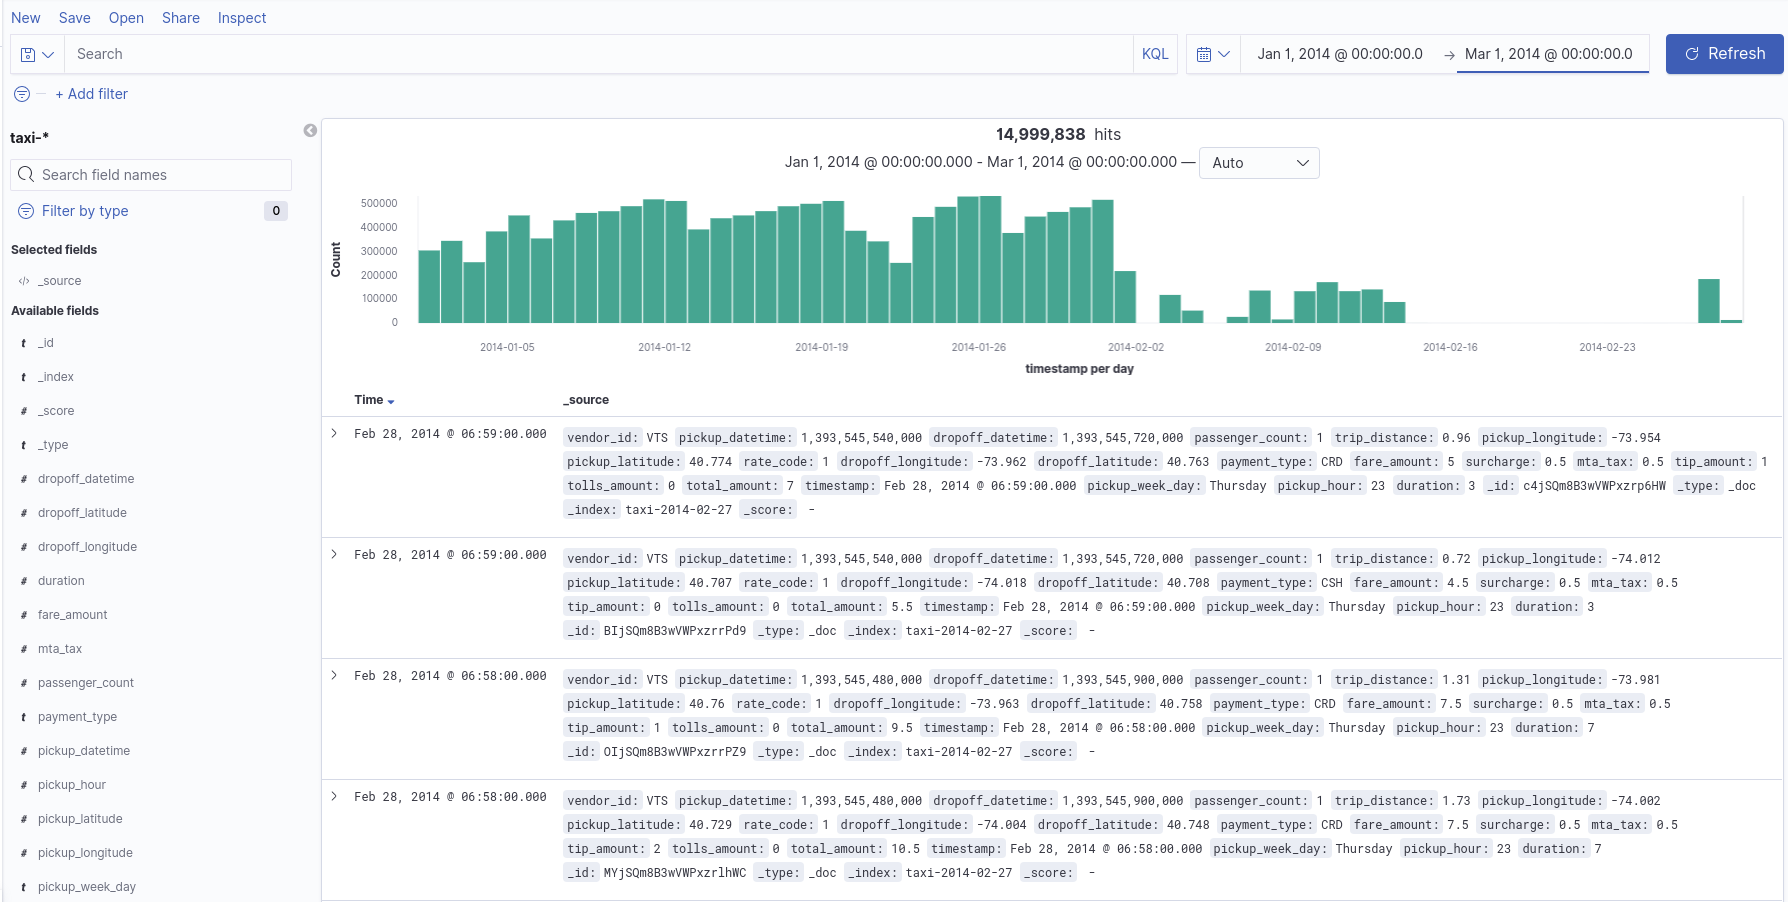 New Save Open Share Inspect
Search KQL Jan 1, 2014 @ 00:00:00.0 → Mar 1, 2014 @ 00:00:00.0 Refresh
+ Add filter
taxi-*
Search field names
Filter by type 0
Selected fields
_source
Available fields
t _id
t _index
# _score
t _type
# dropoff_datetime
# dropoff_latitude
# dropoff_longitude
# duration
# fare_amount
# mta_tax
# passenger_count
t payment_type
# pickup_datetime
# pickup_hour
# pickup_latitude
# pickup_longitude
t pickup_week_day
14,999,838 hits
Jan 1, 2014 @ 00:00:00.000 - Mar 1, 2014 @ 00:00:00.000 — Auto
Count
500000
400000
300000
200000
100000
0
2014-01-05 2014-01-12 2014-01-19 2014-01-26 2014-02-02 2014-02-09 2014-02-16 2014-02-23
timestamp per day
Time _source
Feb 28, 2014 @ 06:59:00.000 vendor_id: VTS pickup_datetime: 1,393,545,540,000 dropoff_datetime: 1,393,545,720,000 passenger_count: 1 trip_distance: 0.96 pickup_longitude: -73.954
pickup_latitude: 40.774 rate_code: 1 dropoff_longitude: -73.962 dropoff_latitude: 40.763 payment_type: CRD fare_amount: 5 surcharge: 0.5 mta_tax: 0.5 tip_amount: 1
tolls_amount: 0 total_amount: 7 timestamp: Feb 28, 2014 @ 06:59:00.000 pickup_week_day: Thursday pickup_hour: 23 duration: 3 _id: c4jSQm8B3wVWPxzrp6HW _type: _doc
_index: taxi-2014-02-27 _score: -
Feb 28, 2014 @ 06:59:00.000 vendor_id: VTS pickup_datetime: 1,393,545,540,000 dropoff_datetime: 1,393,545,720,000 passenger_count: 1 trip_distance: 0.72 pickup_longitude: -74.012
pickup_latitude: 40.707 rate_code: 1 dropoff_longitude: -74.018 dropoff_latitude: 40.708 payment_type: CSH fare_amount: 4.5 surcharge: 0.5 mta_tax: 0.5
tip_amount: 0 tolls_amount: 0 total_amount: 5.5 timestamp: Feb 28, 2014 @ 06:59:00.000 pickup_week_day: Thursday pickup_hour: 23 duration: 3
_id: BIjSQm8B3wVWPxzrrPd9 _type: _doc _index: taxi-2014-02-27 _score: -
Feb 28, 2014 @ 06:58:00.000 vendor_id: VTS pickup_datetime: 1,393,545,480,000 dropoff_datetime: 1,393,545,900,000 passenger_count: 1 trip_distance: 1.31 pickup_longitude: -73.981
pickup_latitude: 40.76 rate_code: 1 dropoff_longitude: -73.963 dropoff_latitude: 40.758 payment_type: CRD fare_amount: 7.5 surcharge: 0.5 mta_tax: 0.5
tip_amount: 1 tolls_amount: 0 total_amount: 9.5 timestamp: Feb 28, 2014 @ 06:58:00.000 pickup_week_day: Thursday pickup_hour: 23 duration: 7
_id: OIjSQm8B3wVWPxzrrPZ9 _type: _doc _index: taxi-2014-02-27 _score: -
Feb 28, 2014 @ 06:58:00.000 vendor_id: VTS pickup_datetime: 1,393,545,480,000 dropoff_datetime: 1,393,545,900,000 passenger_count: 1 trip_distance: 1.73 pickup_longitude: -74.002
pickup_latitude: 40.729 rate_code: 1 dropoff_longitude: -74.004 dropoff_latitude: 40.748 payment_type: CRD fare_amount: 7.5 surcharge: 0.5 mta_tax: 0.5
tip_amount: 2 tolls_amount: 0 total_amount: 10.5 timestamp: Feb 28, 2014 @ 06:58:00.000 pickup_week_day: Thursday pickup_hour: 23 duration: 7
_id: MYjSQm8B3wVWPxzrlhWC _type: _doc _index: taxi-2014-02-27 _score: -